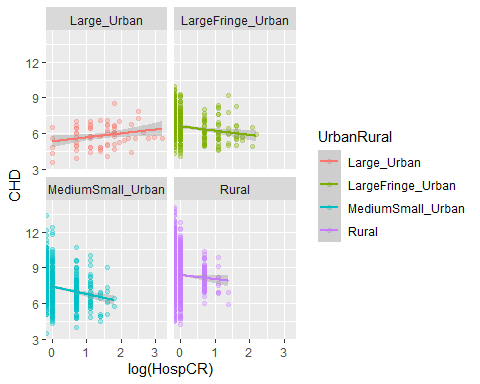 Large_Urban LargeFringe_Urban
12
9
6
3
MediumSmall_Urban Rural
12
9
6
3
0 1 2 3 0 1 2 3
CHD
log(HospCR)
UrbanRural
Large_Urban
LargeFringe_Urban
MediumSmall_Urban
Rural